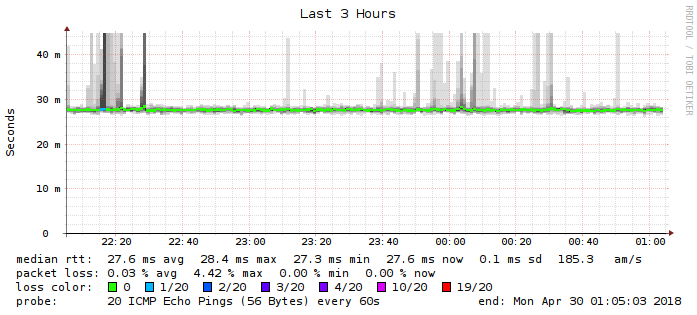 Last 3 Hours
RRDTOOL / TOBI OETIKER
Seconds
40 m
30 m
20 m
10 m
0
22:20 22:40 23:00 23:20 23:40 00:00 00:20 00:40 01:00
median rtt: 27.6 ms avg 28.4 ms max 27.3 ms min 27.6 ms now 0.1 ms sd 185.3 am/s
packet loss: 0.03 % avg 4.42 % max 0.00 % min 0.00 % now
loss color: 0 1/20 2/20 3/20 4/20 10/20 19/20
probe: 20 ICMP Echo Pings (56 Bytes) every 60s end: Mon Apr 30 01:05:03 2018